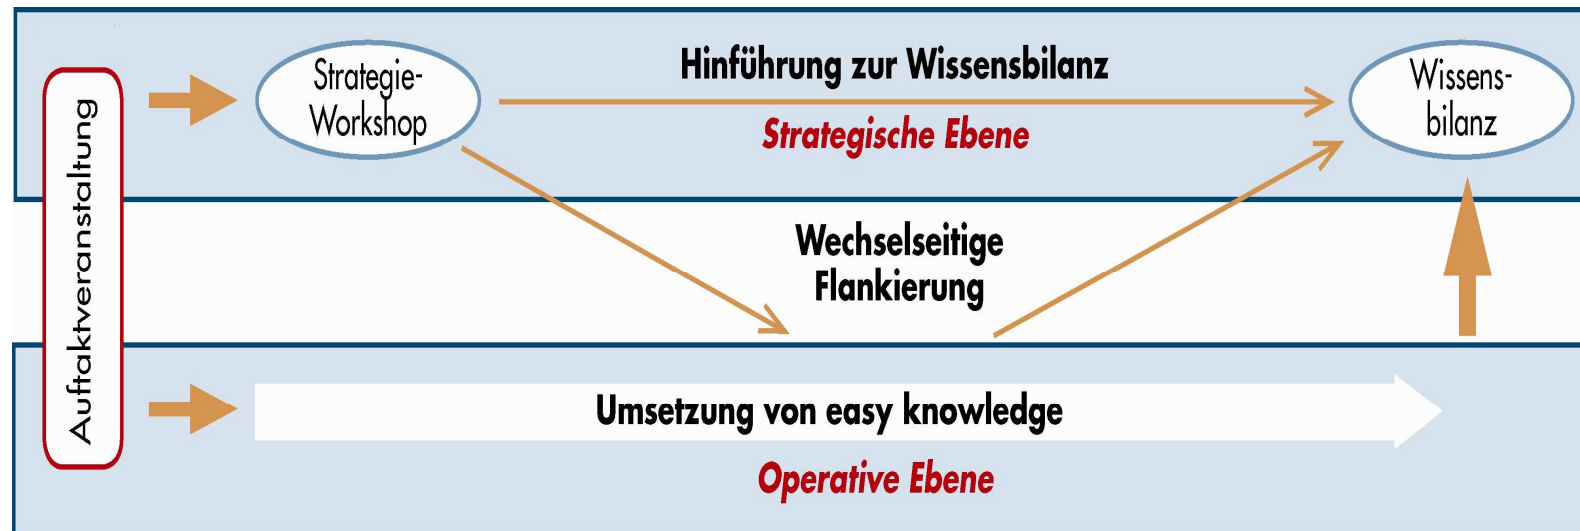 Auftaktveranstaltung
Strategie-
Workshop
Hinführung zur Wissensbilanz
Strategische Ebene
Wissens-
bilanz
Wechselseitige
Flankierung
Umsetzung von easy knowledge
Operative Ebene